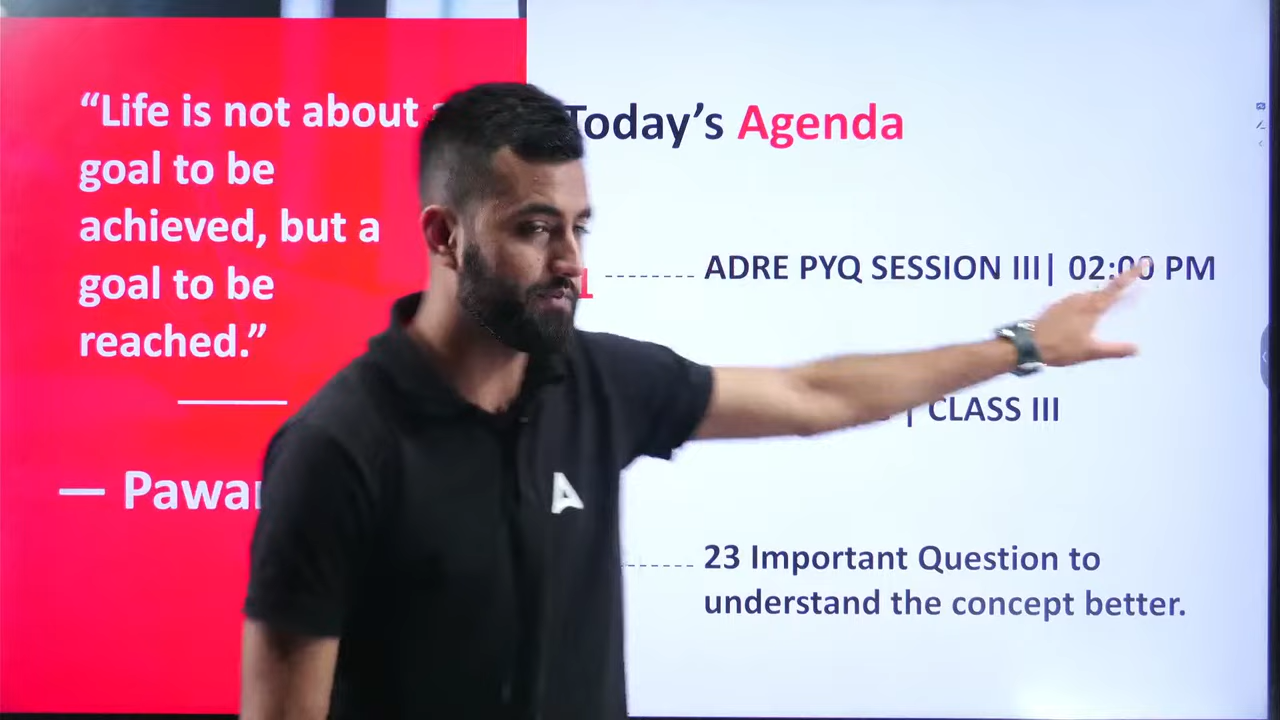 “Life is not about
goal to be
achieved, but a
goal to be
reached.”
Today’s Agenda
1
ADRE PYQ SESSION III| 02:00 PM
| CLASS III
23 Important Question to
understand the concept better.